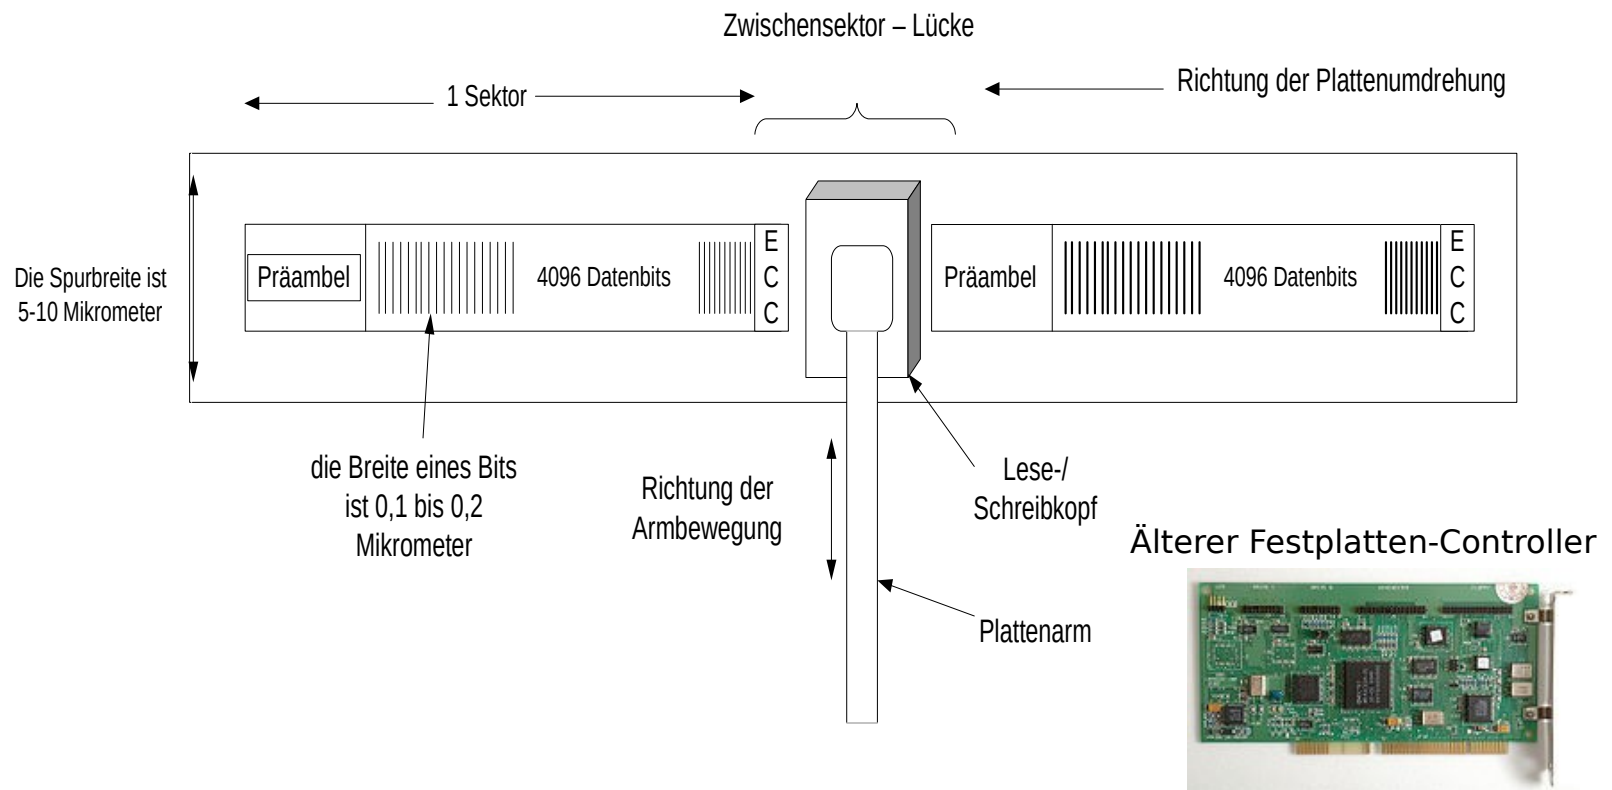 Zwischensektor – Lücke
1 Sektor
Richtung der Plattenumdrehung
Die Spurbreite ist
5-10 Mikrometer
Präambel
4096 Datenbits
E
C
C
Präambel
4096 Datenbits
E
C
C
die Breite eines Bits
ist 0,1 bis 0,2
Mikrometer
Richtung der
Armbewegung
Lese-/
Schreibkopf
Plattenarm
Älterer Festplatten-Controller